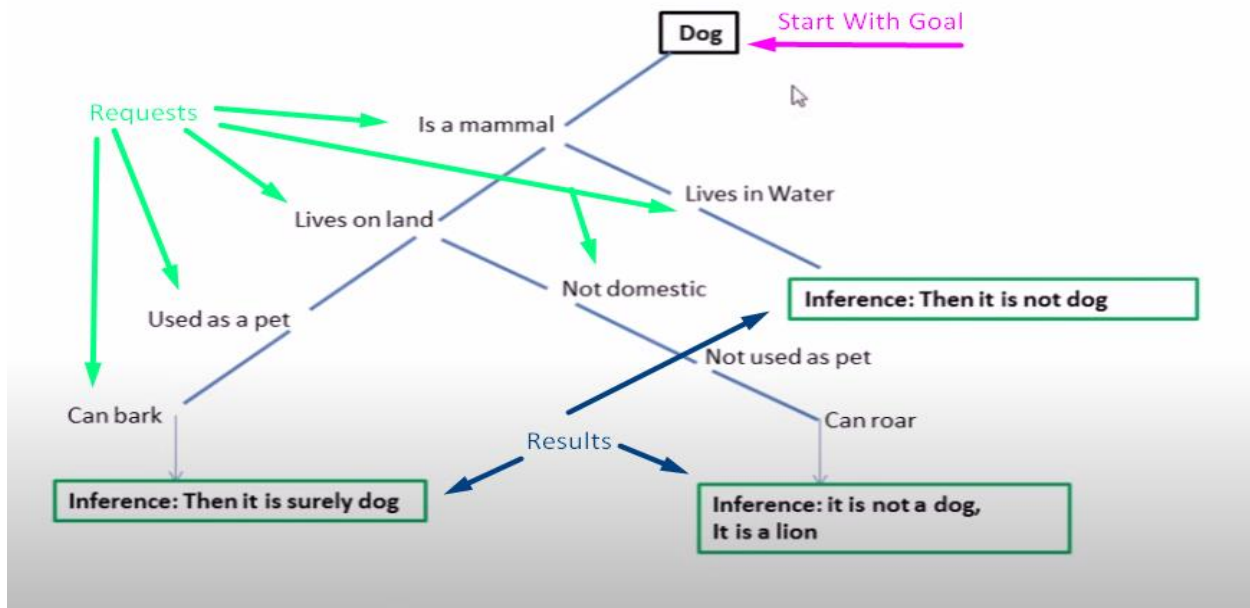 Start With Goal
Dog
Requests
Is a mammal
Lives in Water
Lives on land
Not domestic
Inference: Then it is not dog
Used as a pet
Not used as pet
Can bark
Can roar
Results
Inference: Then it is surely dog
Inference: it is not a dog,
It is a lion